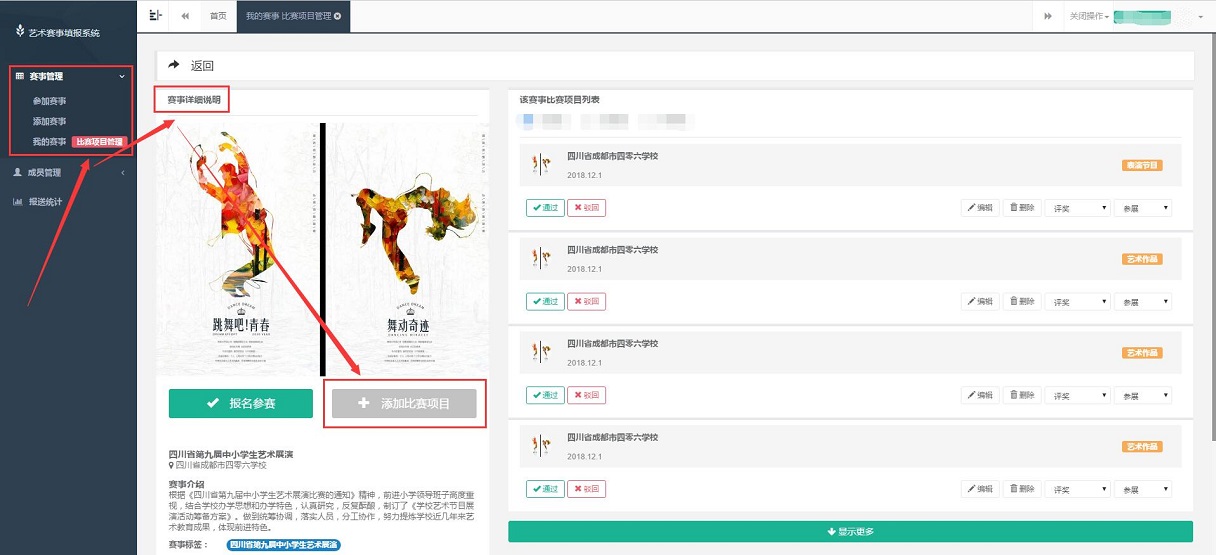 艺术赛事填报系统
首页
我的赛事 比赛项目管理
关闭操作
赛事管理
参加赛事
添加赛事
我的赛事 比赛项目管理
成员管理
报送统计
返回
赛事详细说明
DANCE DREAM
跳舞吧!青春
DANCE DREAM
舞动奇迹
报名参赛
添加比赛项目
四川省第九届中小学生艺术展演
四川省成都市四零六学校
赛事介绍
根据《四川省第九届中小学生艺术展演比赛的通知》精神，前进小学领导班子高度重
视，结合学校办学思想和办学特色，认真研究，反复酝酿，制订了《学校艺术节目展
演活动筹备方案》。做到统筹协调，落实人员，分工协作，努力提炼学校近几年来艺
术教育成果，体现前进特色。
赛事标签： 四川省第九届中小学生艺术展演
该赛事比赛项目列表
四川省成都市四零六学校
2018.12.1
表演节目
通过 驳回 编辑 删除 评奖 参展
四川省成都市四零六学校
2018.12.1
艺术作品
通过 驳回 编辑 删除 评奖 参展
四川省成都市四零六学校
2018.12.1
艺术作品
通过 驳回 编辑 删除 评奖 参展
四川省成都市四零六学校
2018.12.1
艺术作品
通过 驳回 编辑 删除 评奖 参展
显示更多